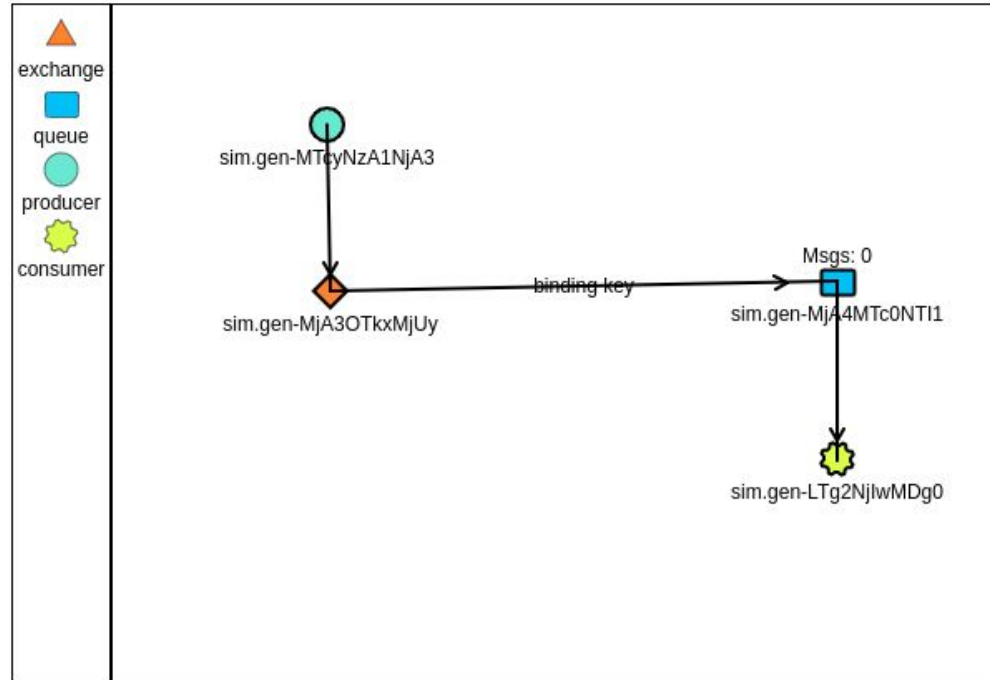 exchange
queue
producer
consumer
sim.gen-MTcyNzA1NjA3
sim.gen-MjA3OTkxMjUy
binding key
Msgs: 0
sim.gen-MjA4MTc0NTI1
sim.gen-LTg2NjIwMDg0